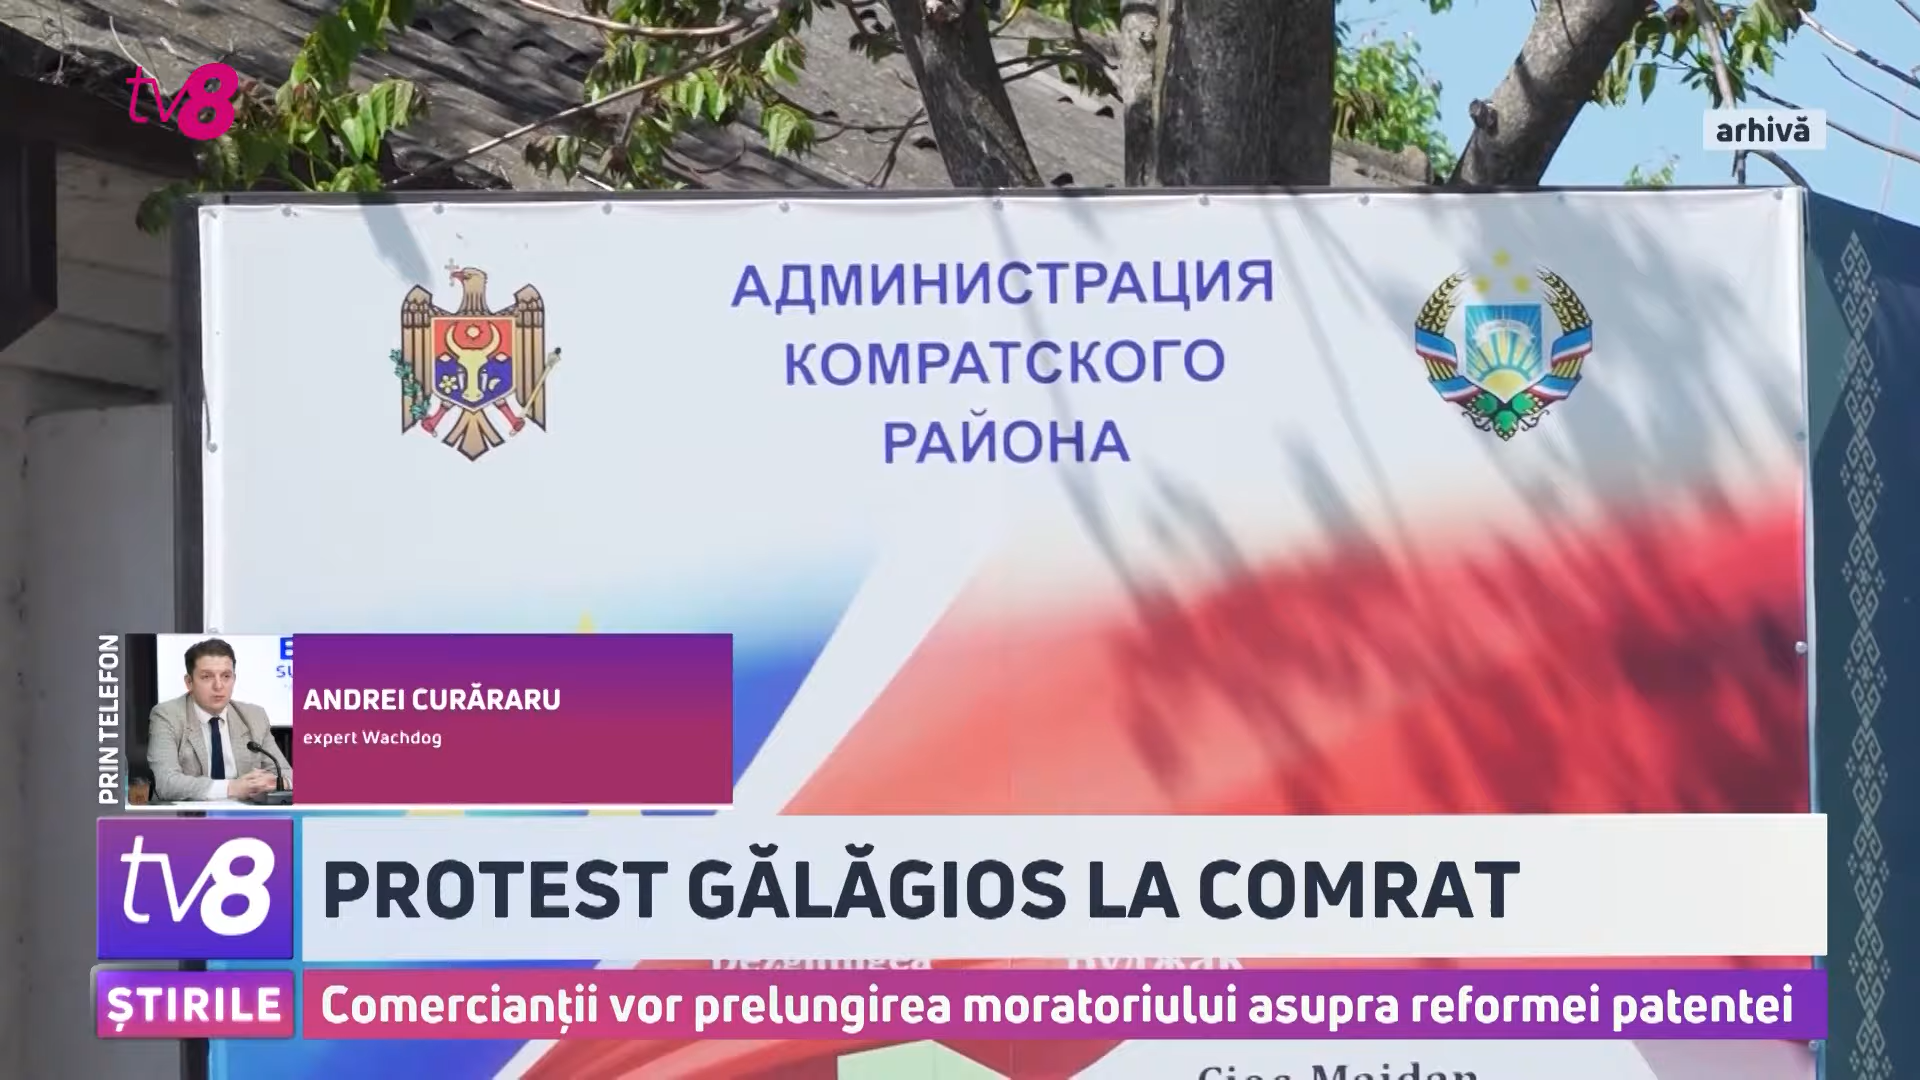 tv8
arhivă
АДМИНИСТРАЦИЯ
КОМРАТСКОГО
РАЙОНА
PRIN TELEFON
ANDREI CURĂRARU
expert Wachdog
tv8
PROTEST GĂLĂGIOS LA COMRAT
ȘTIRILE
Comercianții vor prelungirea moratoriului asupra reformei patentei